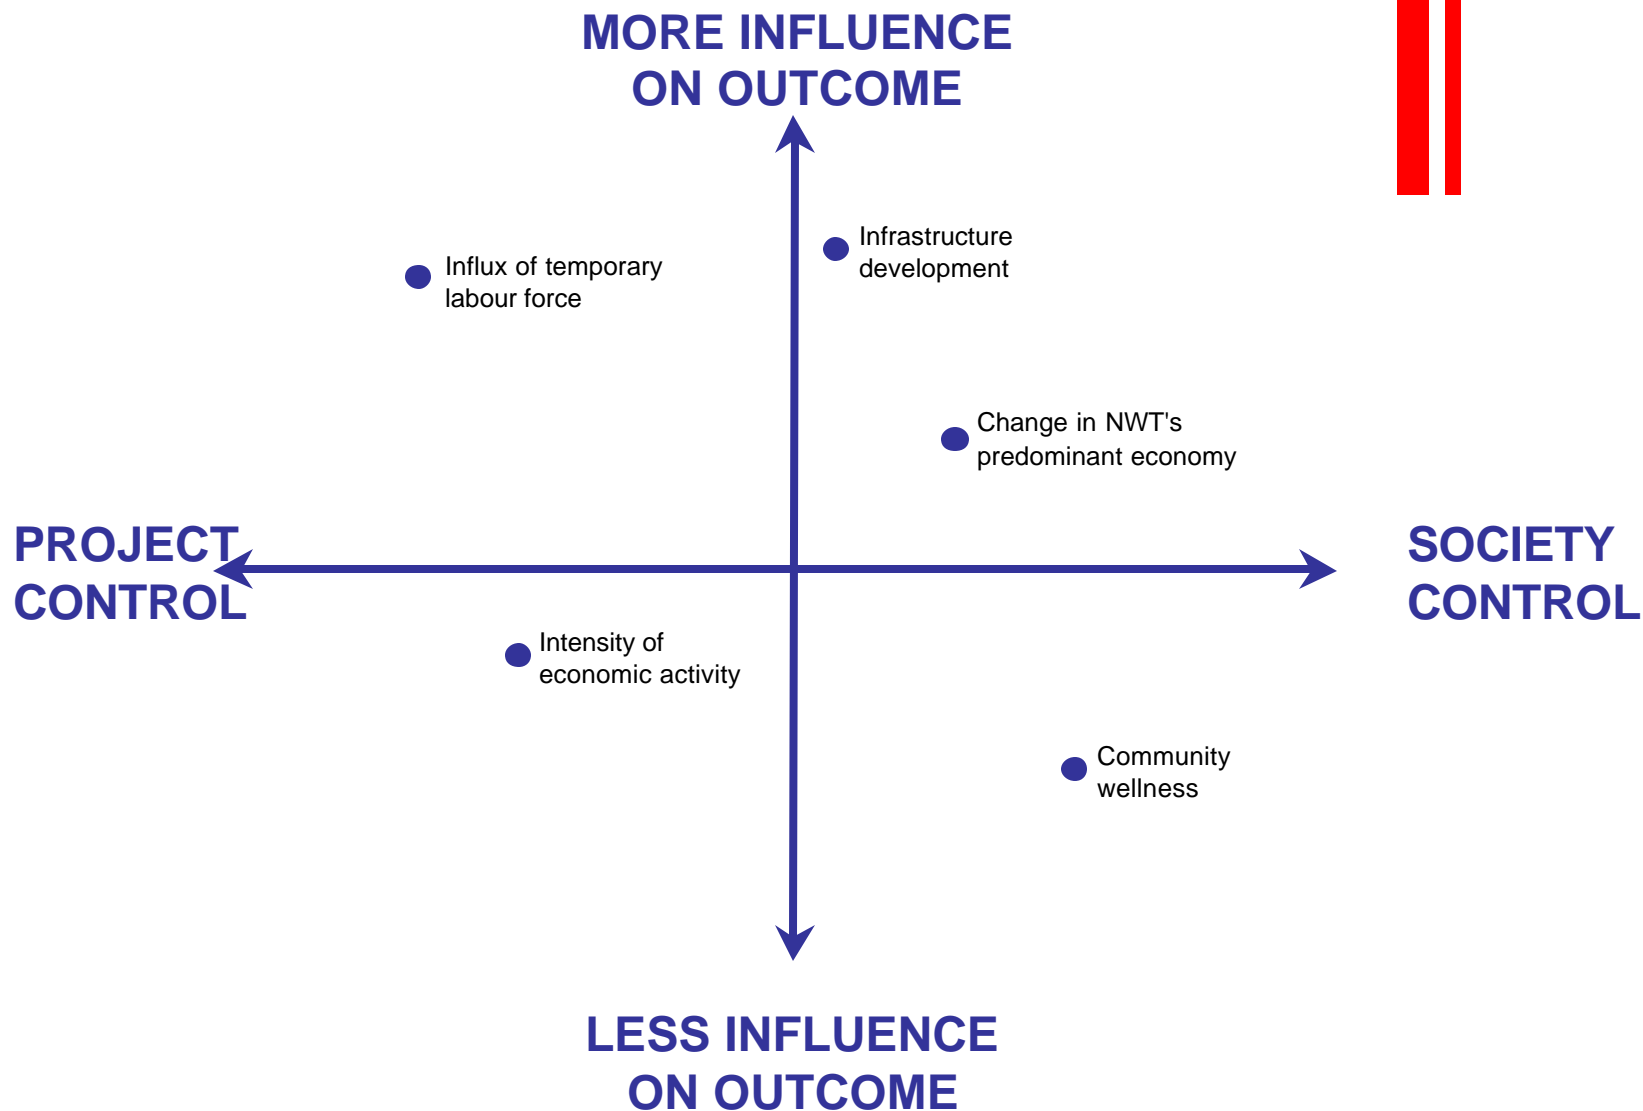 MORE INFLUENCE
ON OUTCOME
Infrastructure
development
Influx of temporary
labour force
Change in NWT's
predominant economy
PROJECT
CONTROL
SOCIETY
CONTROL
Intensity of
economic activity
Community
wellness
LESS INFLUENCE
ON OUTCOME